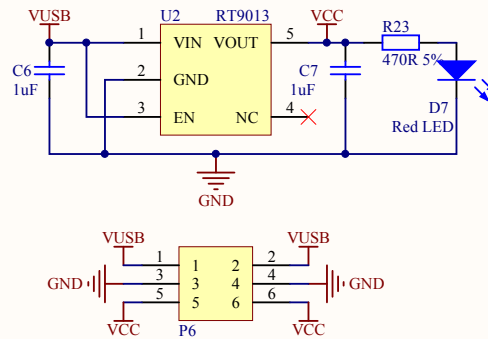 VUSB U2 RT9013 VCC
R23
1 VIN VOUT 5
C6 2 GND C7 470R 5%
1uF 1uF
3 EN NC 4 D7
Red LED
GND
VUSB VUSB
1 1 2 2
GND 3 3 4 4 GND
5 5 6 6
VCC P6 VCC